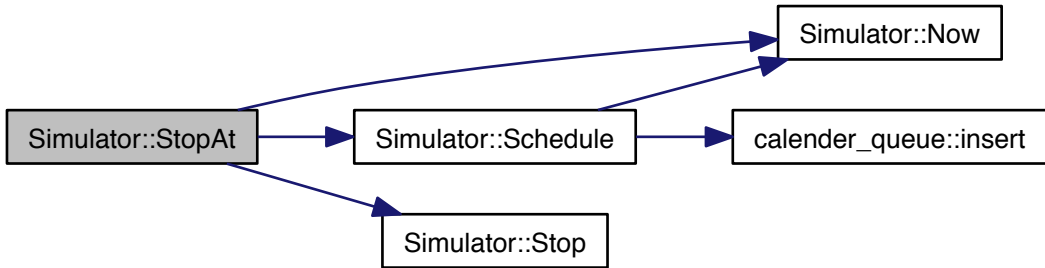 Simulator::Now
Simulator::StopAt
Simulator::Schedule
calender_queue::insert
Simulator::Stop